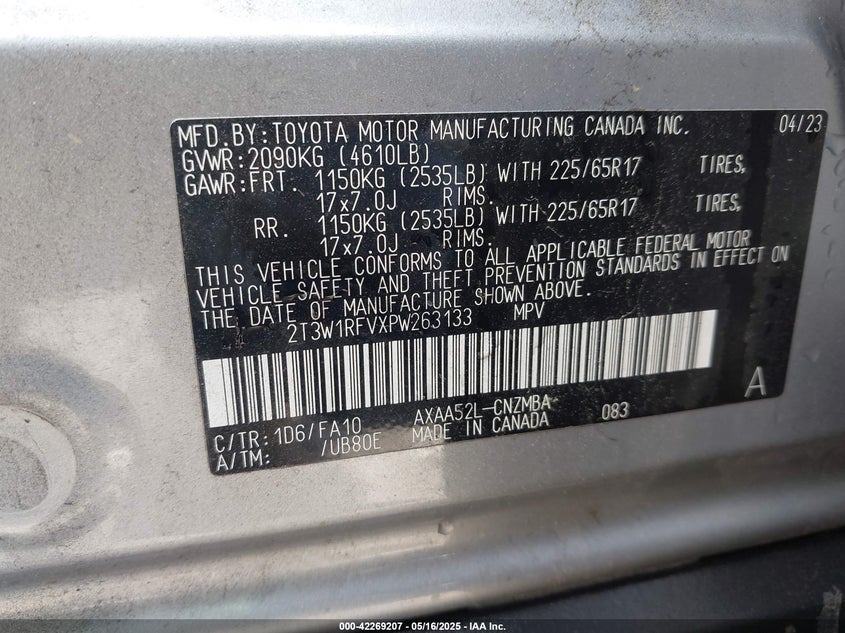 MFD. BY: TOYOTA MOTOR MANUFACTURING CANADA INC. 04/23
GVWR: 2090KG (4610LB)
GAWR: FRT. 1150KG (2535LB) WITH 225/65R17 TIRES,
17x7.0J RIMS.
RR. 1150KG (2535LB) WITH 225/65R17 TIRES,
17x7.0J RIMS.
THIS VEHICLE CONFORMS TO ALL APPLICABLE FEDERAL MOTOR
VEHICLE SAFETY AND THEFT PREVENTION STANDARDS IN EFFECT ON
THE DATE OF MANUFACTURE SHOWN ABOVE.
2T3W1RFVXPW263133 MPV
A
C/TR: 1D6/FA10 AXAA52L-CNZMBA 083
A/TM: /UB80E MADE IN CANADA
000-42269207 - 05/16/2025 - IAA Inc.